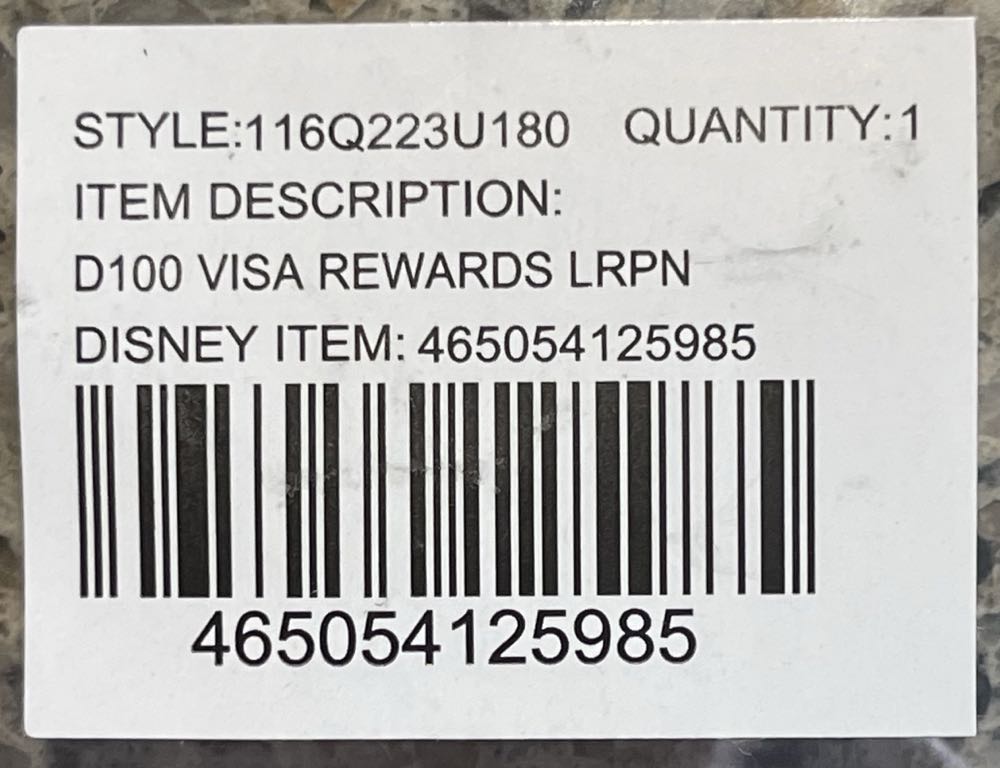 STYLE:116Q223U180 QUANTITY:1
ITEM DESCRIPTION:
D100 VISA REWARDS LRPN
DISNEY ITEM: 465054125985
465054125985